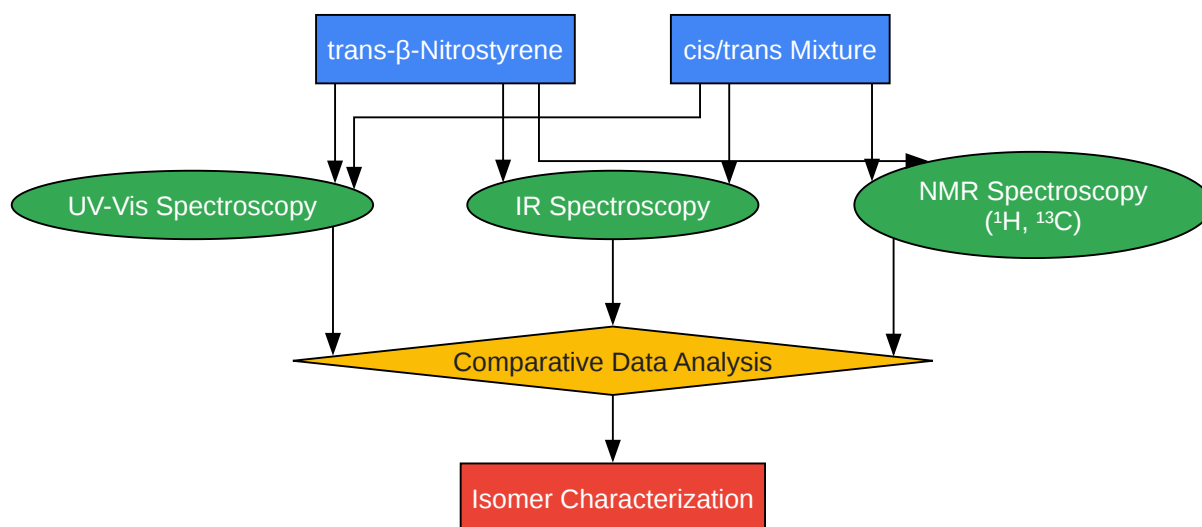 trans-β-Nitrostyrene
cis/trans Mixture
UV-Vis Spectroscopy
IR Spectroscopy
NMR Spectroscopy
(¹H, ¹³C)
Comparative Data Analysis
Isomer Characterization